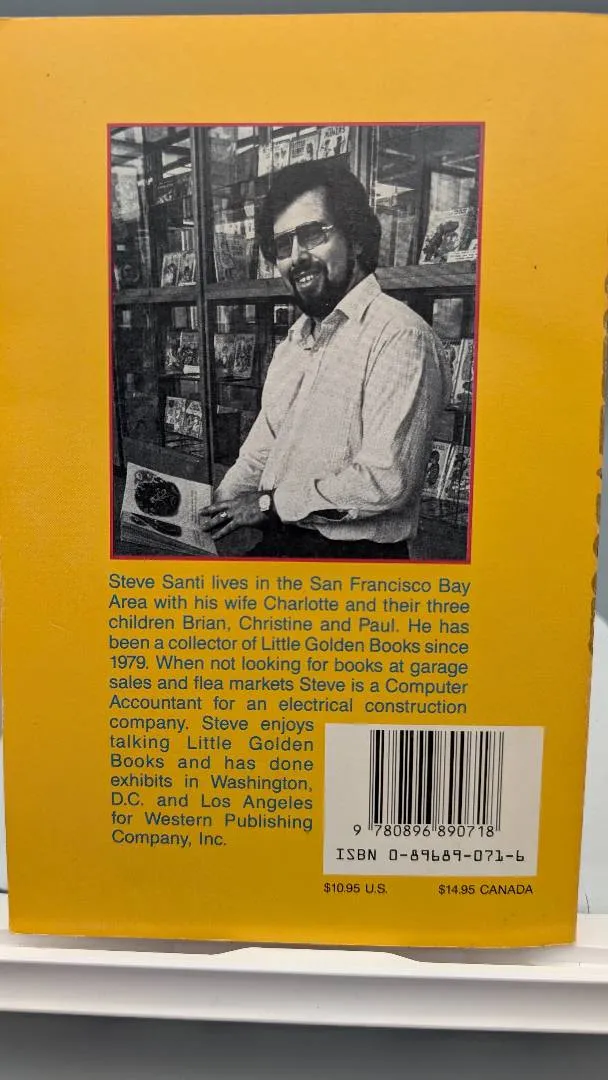 Steve Santi lives in the San Francisco Bay
Area with his wife Charlotte and their three
children Brian, Christine and Paul. He has
been a collector of Little Golden Books since
1979. When not looking for books at garage
sales and flea markets Steve is a Computer
Accountant for an electrical construction
company. Steve enjoys
talking Little Golden
Books and has done
exhibits in Washington,
D.C. and Los Angeles
for Western Publishing
Company, Inc.
9 780896 890718
ISBN 0-89689-071-6
$10.95 U.S. $14.95 CANADA